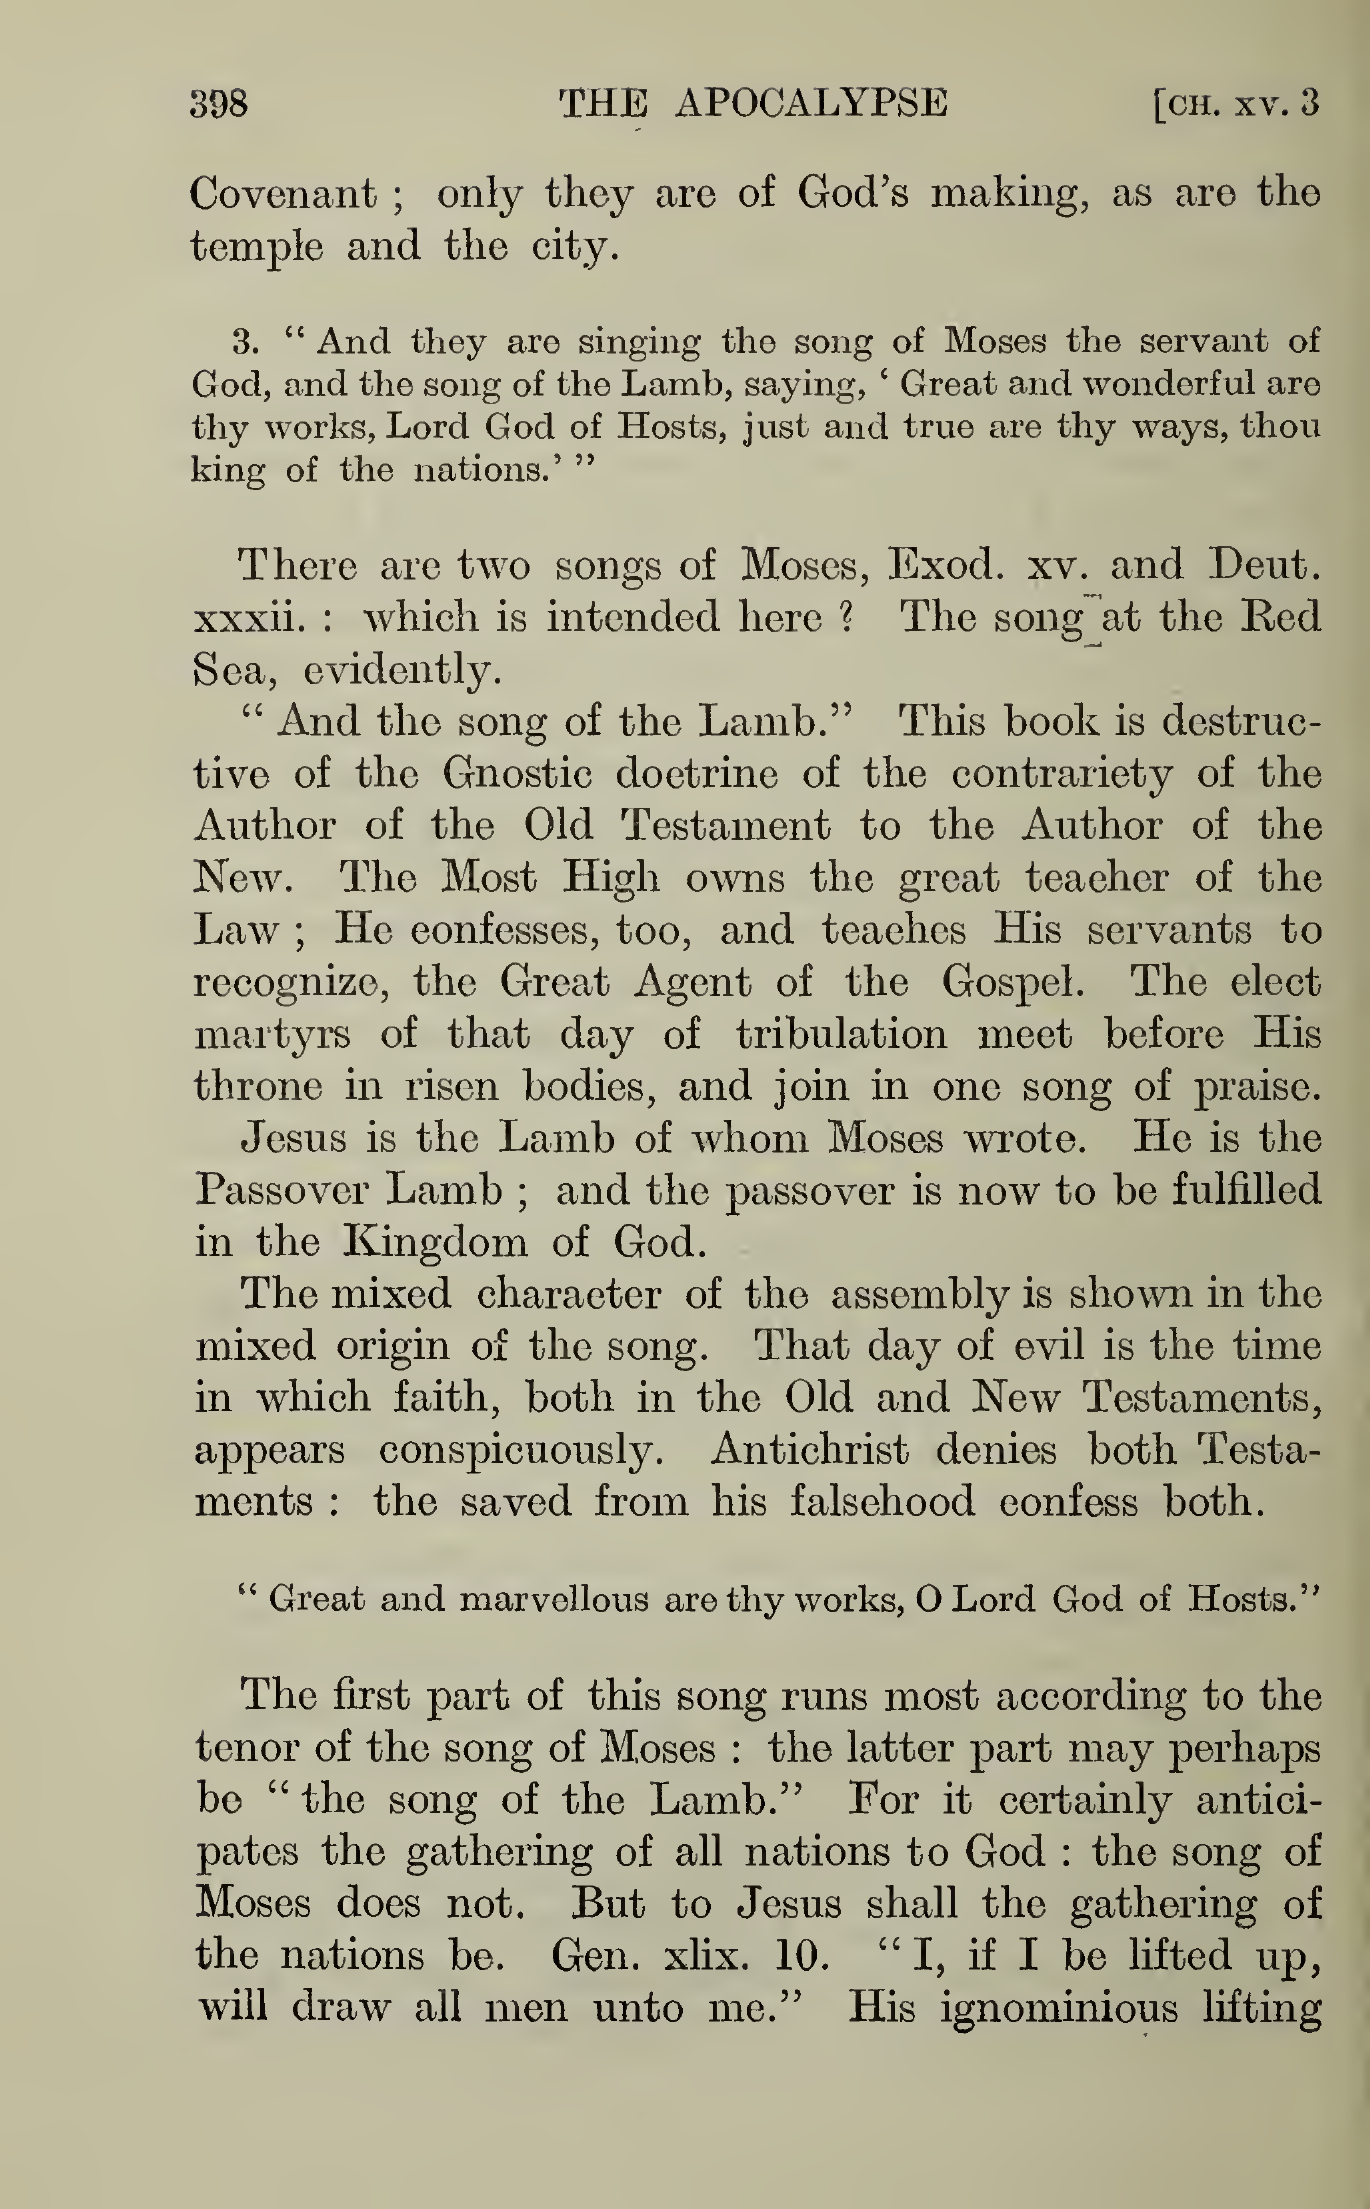 398 THE APOCALYPSE [CH. XV. 3
Covenant ; only they are of God's making, as are the
temple and the city.
3. “ And they are singing the song of Moses the servant of
God, and the song of the Lamb, saying, ‘ Great and wonderful are
thy works, Lord God of Hosts, just and true are thy ways, thou
king of the nations.’ ”
There are two songs of Moses, Exod. xv. and Deut.
xxxii. : which is intended here ? The song at the Red
Sea, evidently.
“ And the song of the Lamb.” This book is destruc-
tive of the Gnostic doctrine of the contrariety of the
Author of the Old Testament to the Author of the
New. The Most High owns the great teacher of the
Law ; He confesses, too, and teaches His servants to
recognize, the Great Agent of the Gospel. The elect
martyrs of that day of tribulation meet before His
throne in risen bodies, and join in one song of praise.
Jesus is the Lamb of whom Moses wrote. He is the
Passover Lamb ; and the passover is now to be fulfilled
in the Kingdom of God.
The mixed character of the assembly is shown in the
mixed origin of the song. That day of evil is the time
in which faith, both in the Old and New Testaments,
appears conspicuously. Antichrist denies both Testa-
ments : the saved from his falsehood confess both.
“ Great and marvellous are thy works, O Lord God of Hosts.”
The first part of this song runs most according to the
tenor of the song of Moses : the latter part may perhaps
be “ the song of the Lamb.” For it certainly antici-
pates the gathering of all nations to God : the song of
Moses does not. But to Jesus shall the gathering of
the nations be. Gen. xlix. 10. “ I, if I be lifted up,
will draw all men unto me.” His ignominious lifting